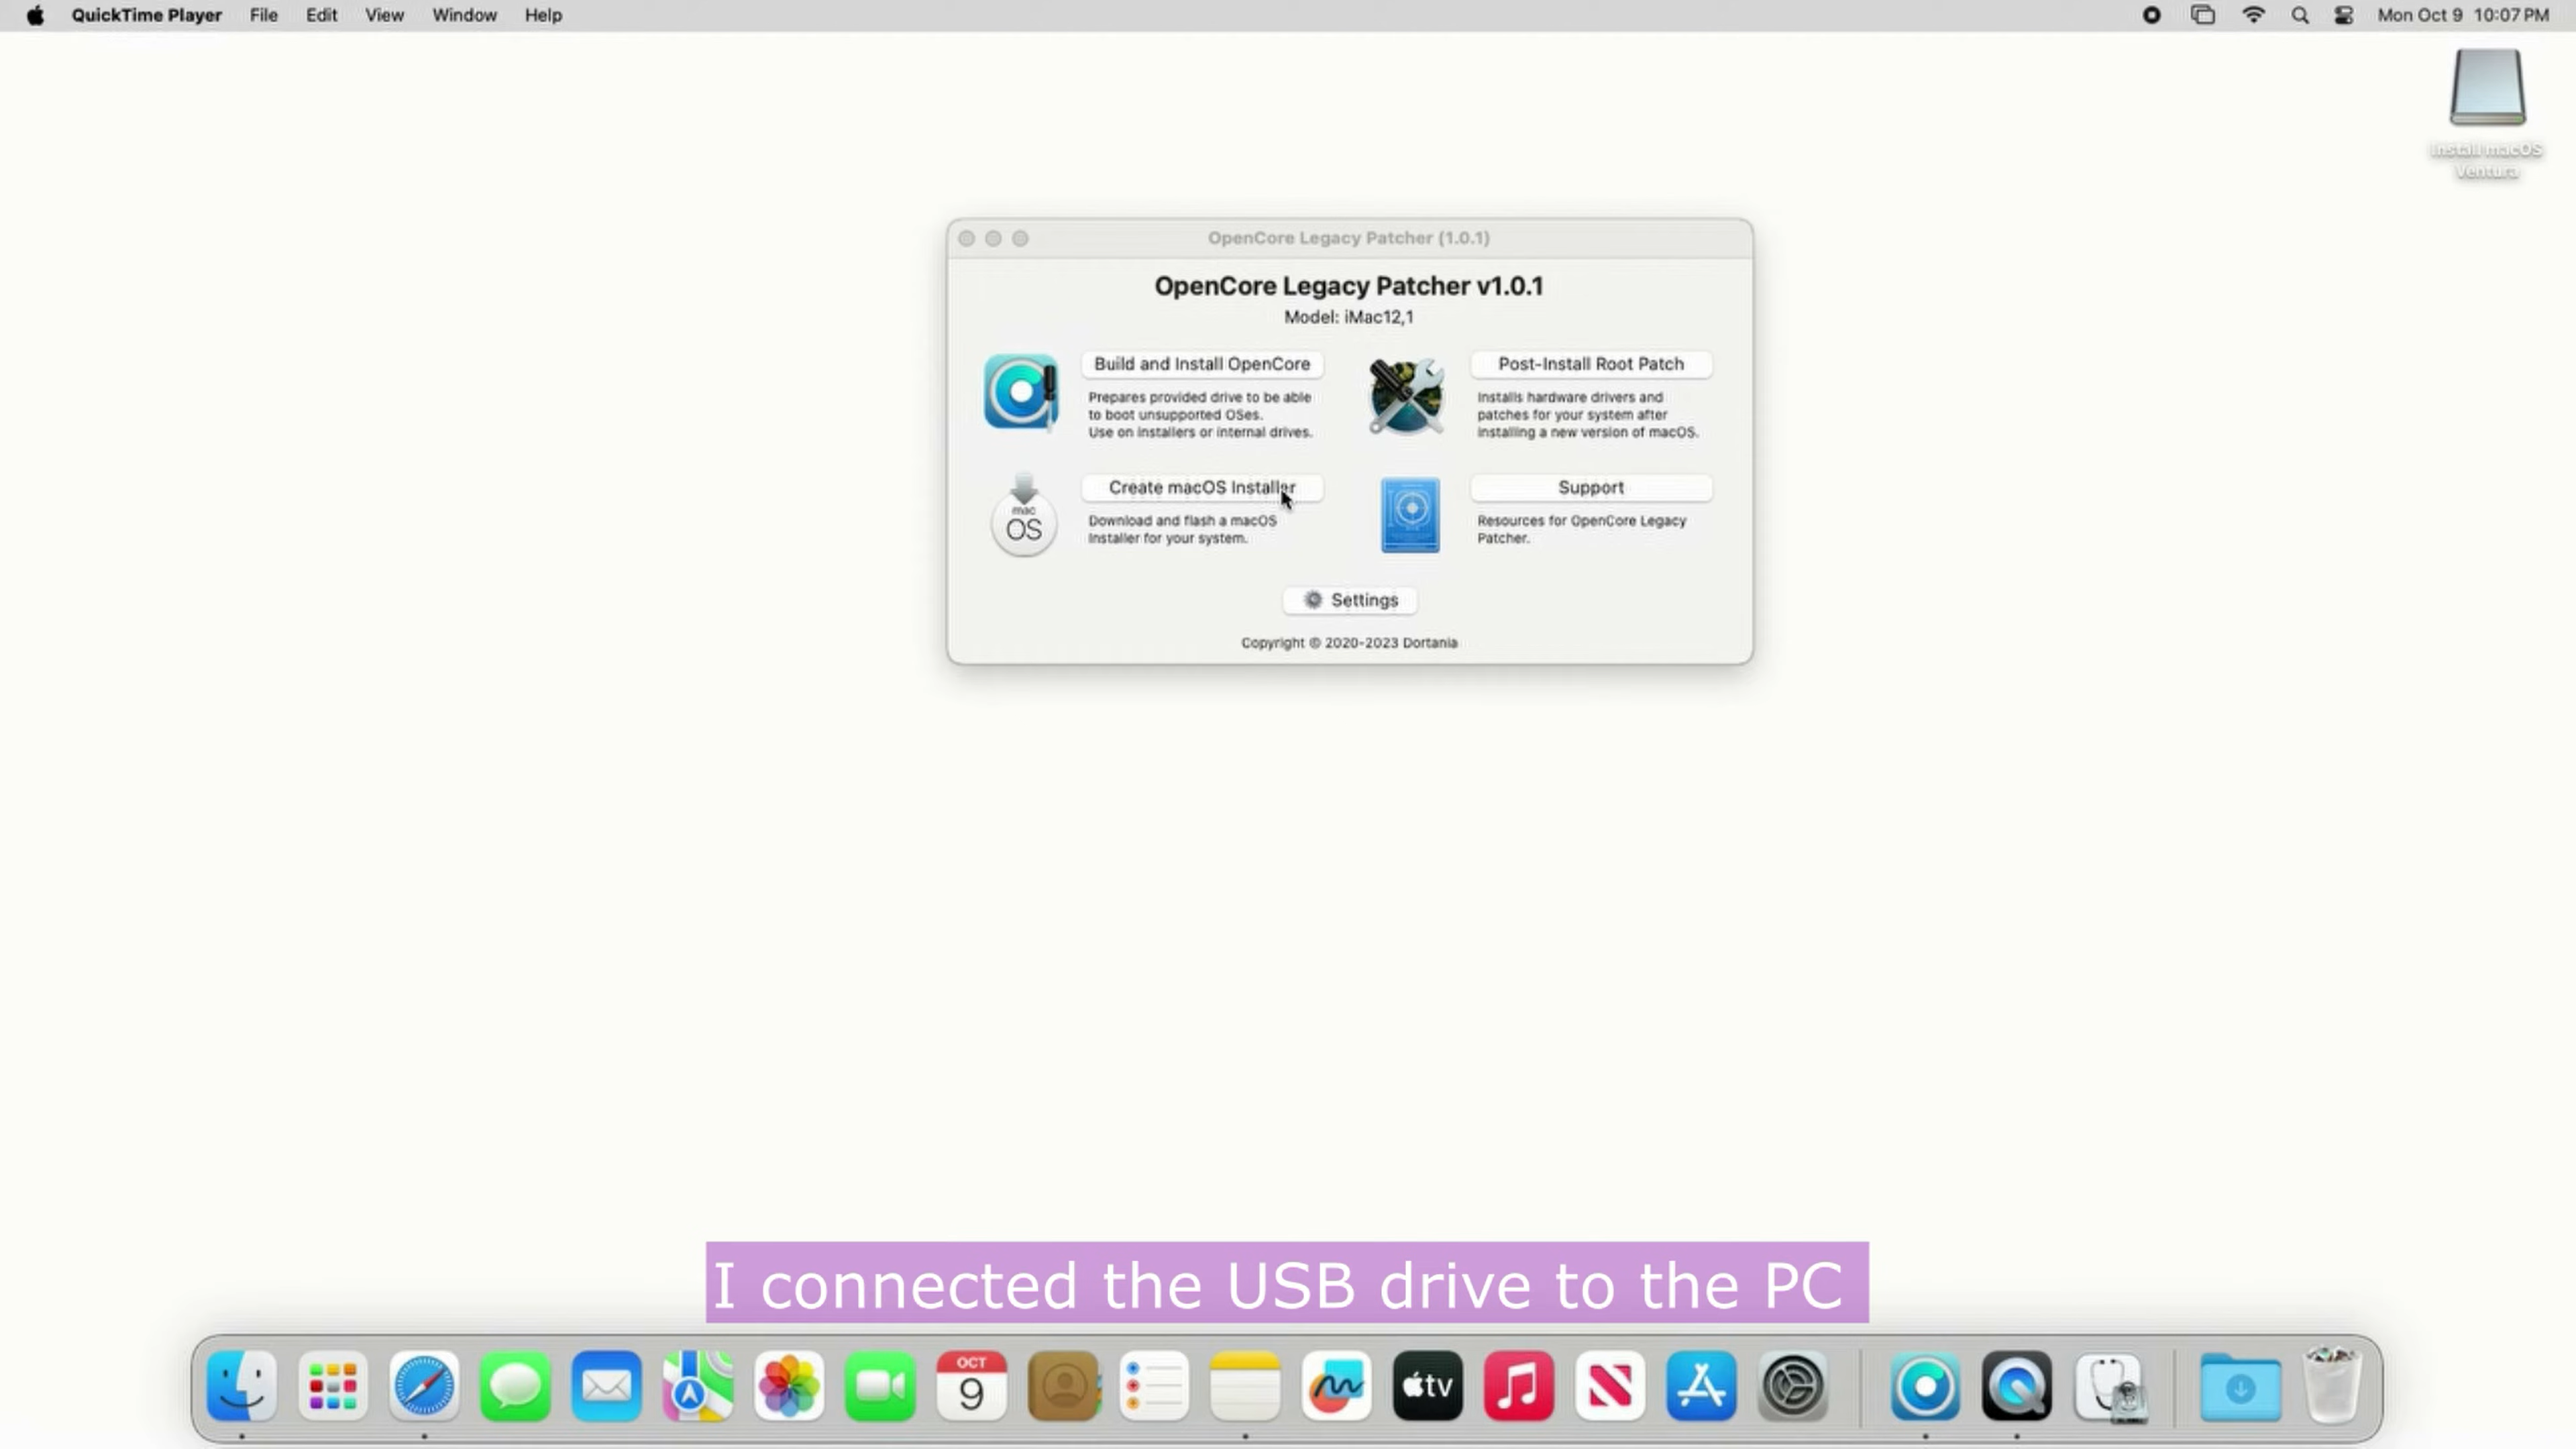 QuickTime Player File Edit View Window Help Mon Oct 9 10:07 PM
Install macOS
Ventura
OpenCore Legacy Patcher (1.0.1)
OpenCore Legacy Patcher v1.0.1
Model: iMac12,1
Build and Install OpenCore
Prepares provided drive to be able
to boot unsupported OSes.
Use on installers or internal drives.
Post-Install Root Patch
Installs hardware drivers and
patches for your system after
installing a new version of macOS.
mac
OS
Create macOS Installer
Download and flash a macOS
Installer for your system.
Support
Resources for OpenCore Legacy
Patcher.
Settings
Copyright © 2020-2023 Dortania
I connected the USB drive to the PC
OCT
9
tv